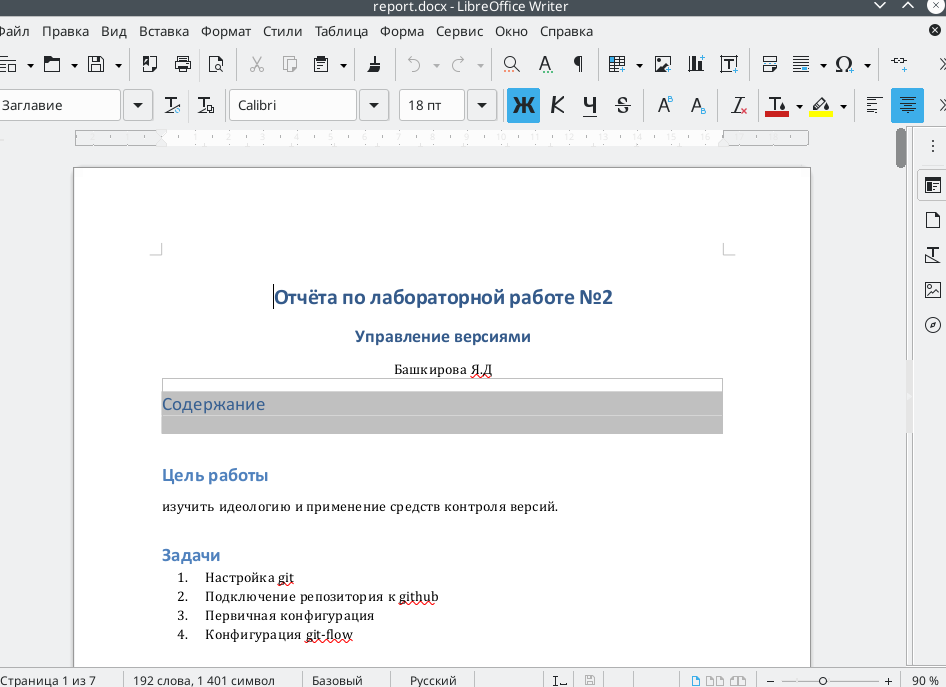 report.docx - LibreOffice Writer
Файл Правка Вид Вставка Формат Стили Таблица Форма Сервис Окно Справка
Заглавие Calibri 18 пт Ж К Ч S
Отчёта по лабораторной работе №2
Управление версиями
Башкирова Я.Д
Содержание
Цель работы
изучить идеологию и применение средств контроля версий.
Задачи
1. Настройка git
2. Подключение репозитория к github
3. Первичная конфигурация
4. Конфигурация git-flow
Страница 1 из 7 192 слова, 1 401 символ Базовый Русский 90 %